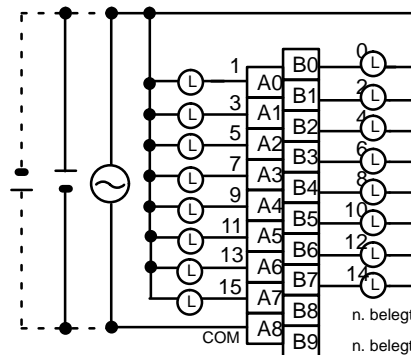 B0 0 L
1 L A0
B1 2 L
3 L A1
B2 4 L
5 L A2
B3 6 L
7 L A3
B4 8 L
9 L A4
B5 10 L
11 L A5
B6 12 L
13 L A6
B7 14 L
15 L A7
B8 n. belegt
COM A8
B9 n. belegt